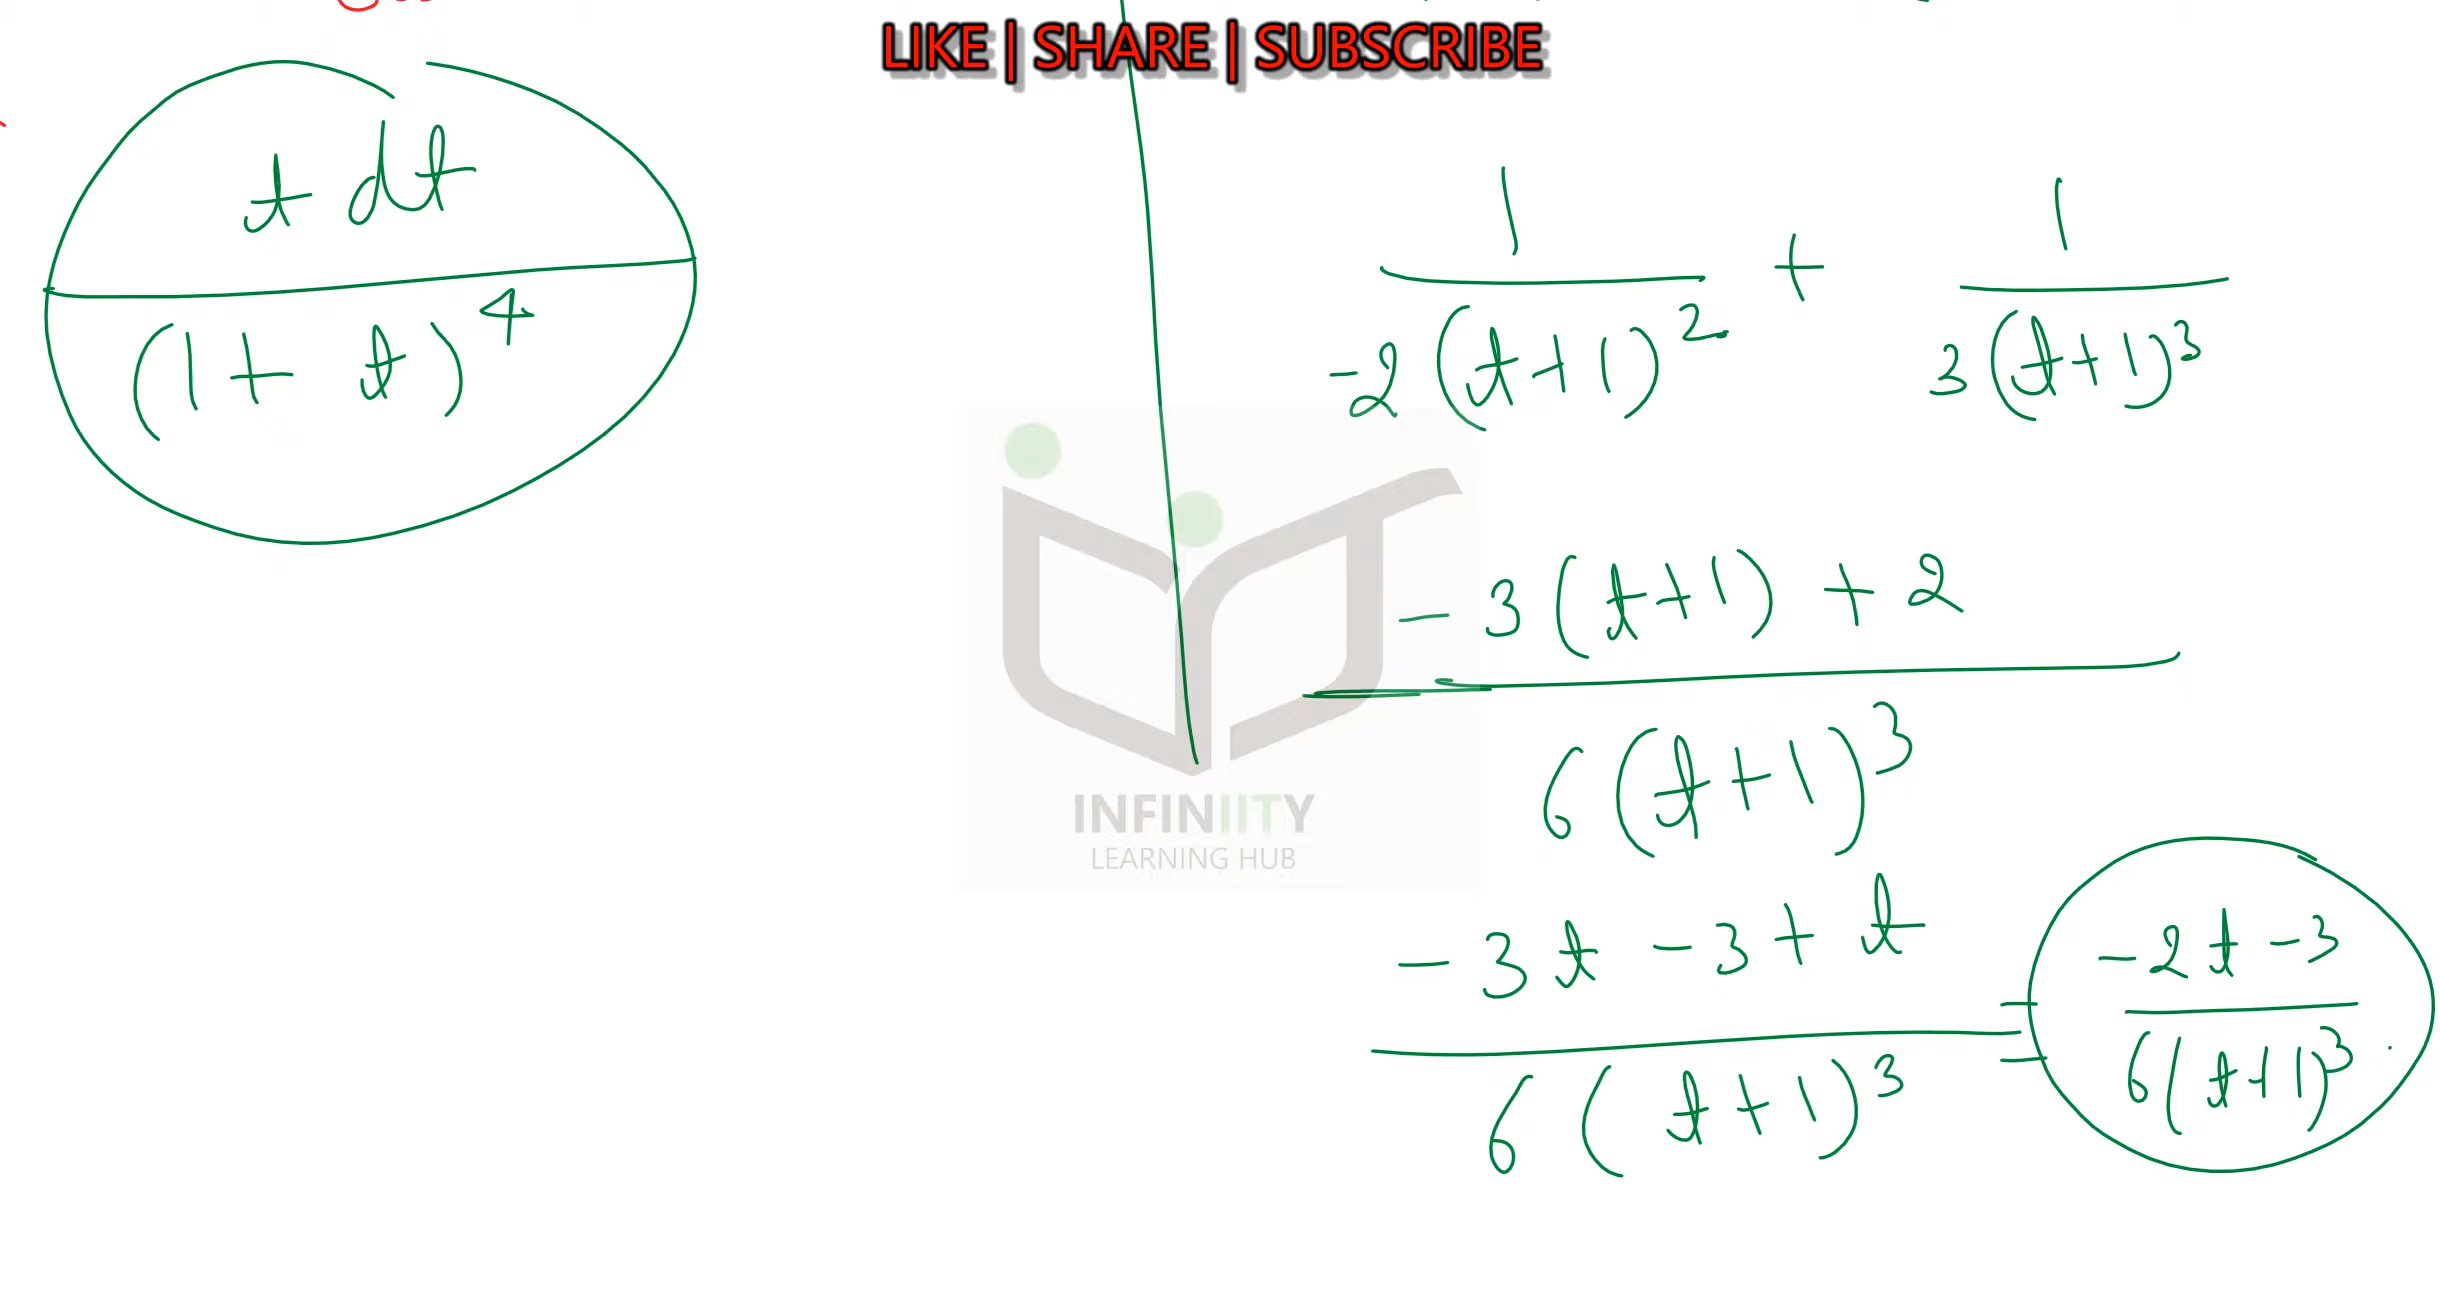 LIKE | SHARE | SUBSCRIBE
t dt
(1+ t)^4
1 + 1
-2(t+1)^2 3(t+1)^3
-3(t+1) + 2
6(t+1)^3
INFINIITY
LEARNING HUB
-3t -3 + t = -2t -3
6(t+1)^3 6(t+1)^3